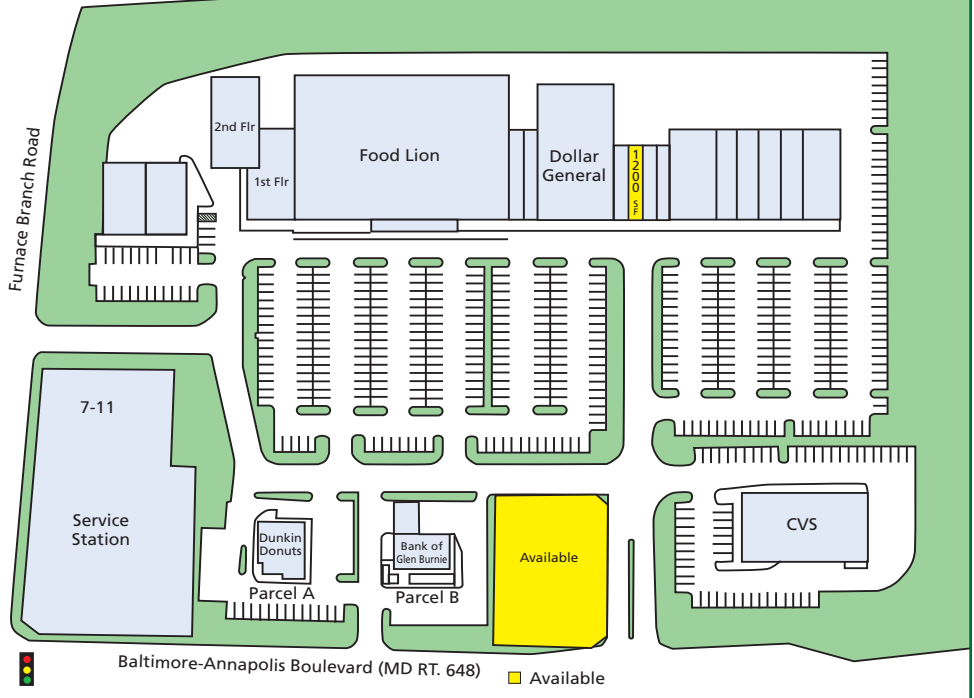 2nd Flr
1st Flr
Food Lion
Dollar
General
1200 SF
Furnace Branch Road
7-11
Service
Station
Dunkin
Donuts
Parcel A
Bank of
Glen Burnie
Parcel B
Available
CVS
Baltimore-Annapolis Boulevard (MD RT. 648)
Available